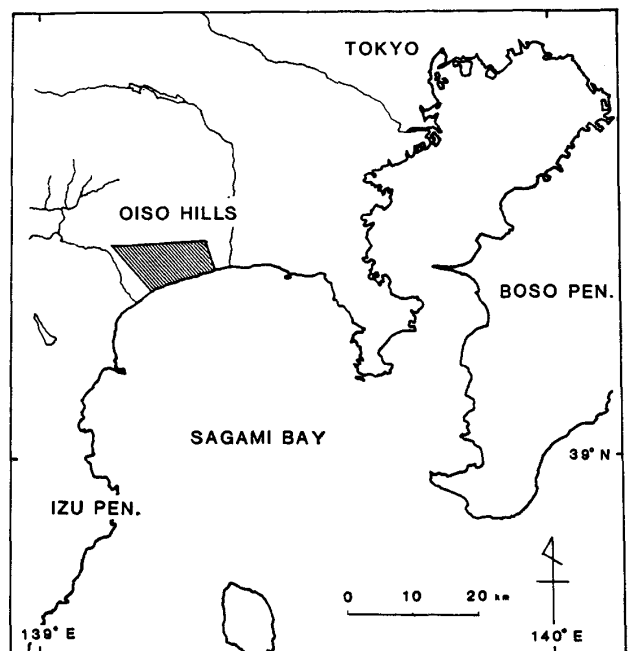 TOKYO
OISO HILLS
BOSO PEN.
SAGAMI BAY
39° N
IZU PEN.
0 10 20 km
139° E
140° E